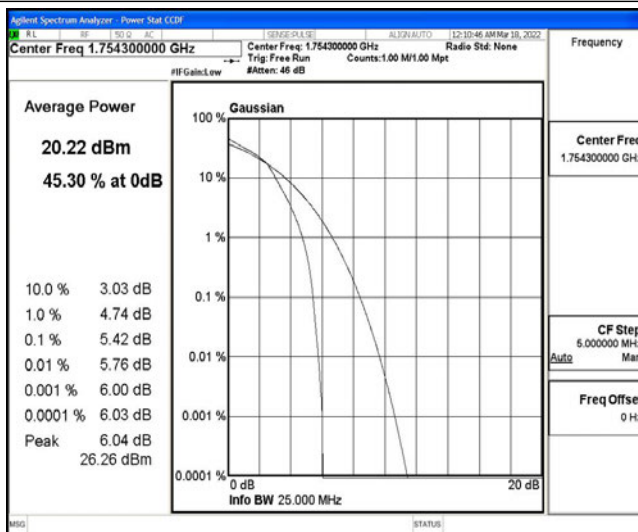 Agilent Spectrum Analyzer - Power Stat CCDF
RL RF 50 Ω AC SENSE:PULSE ALIGN AUTO 12:10:46 AM Mar 18, 2022
Center Freq 1.754300000 GHz
Center Freq: 1.754300000 GHz Radio Std: None
Trig: Free Run Counts:1.00 M/1.00 Mpt
#IFGain:Low #Atten: 46 dB
Frequency
Average Power
20.22 dBm
45.30 % at 0dB
10.0 % 3.03 dB
1.0 % 4.74 dB
0.1 % 5.42 dB
0.01 % 5.76 dB
0.001 % 6.00 dB
0.0001 % 6.03 dB
Peak 6.04 dB
26.26 dBm
Gaussian
100 %
10 %
1 %
0.1 %
0.01 %
0.001 %
0.0001 %
0 dB 20 dB
Info BW 25.000 MHz
Center Freq
1.754300000 GHz
CF Step
5.000000 MHz
Auto Man
Freq Offse
0 Hz
MSG STATUS